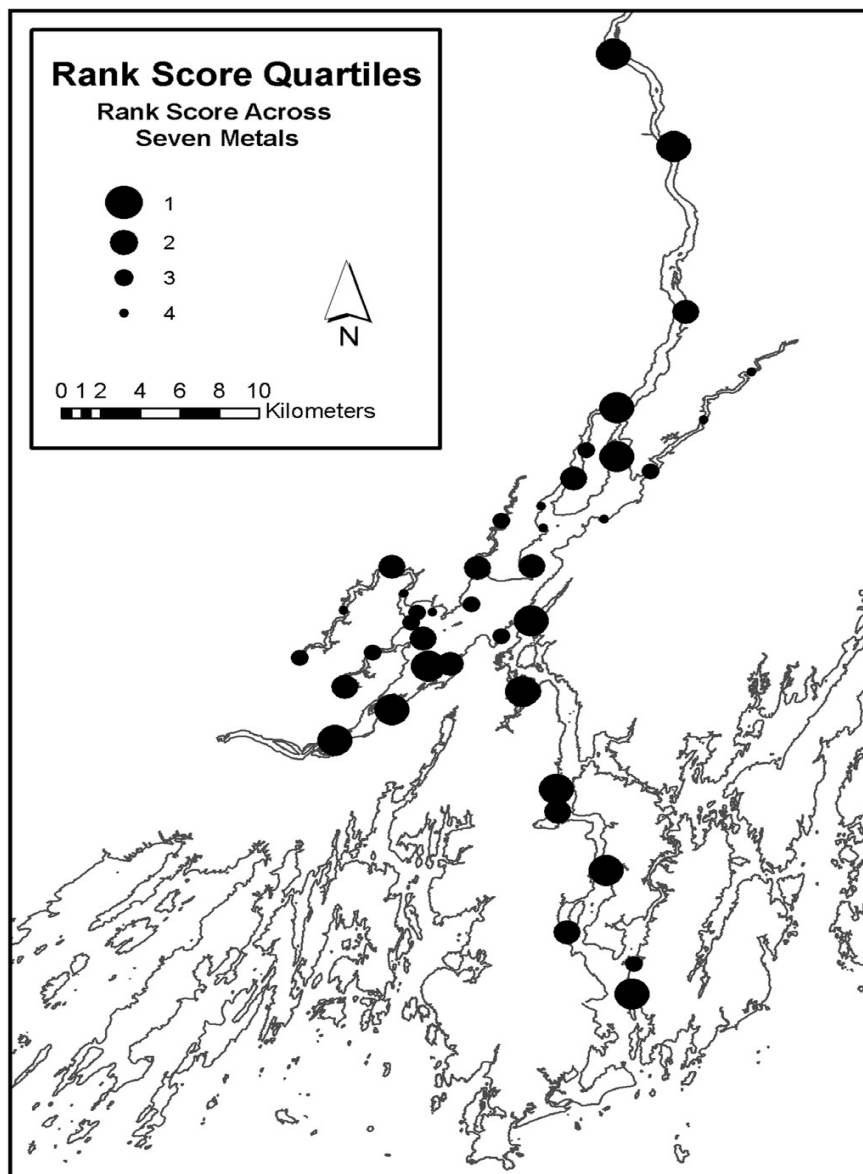 Rank Score Quartiles
Rank Score Across
Seven Metals
1
2
3
4
N
0 1 2 4 6 8 10
Kilometers